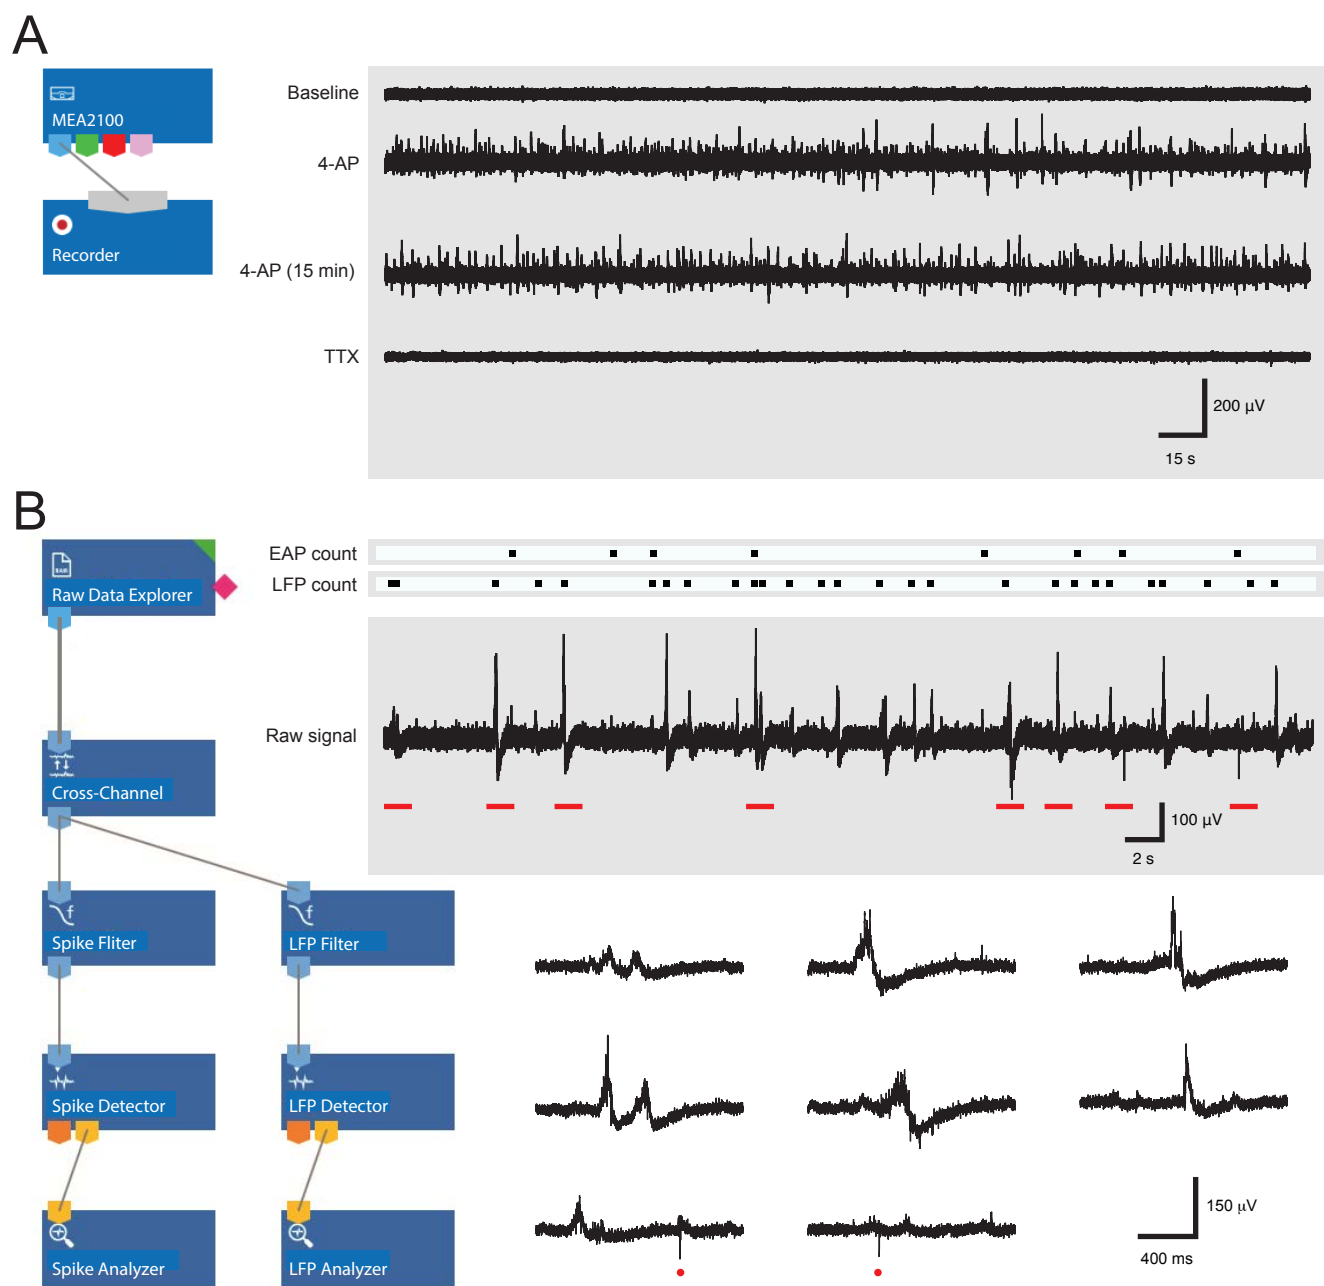 A
MEA2100
Recorder
Baseline
4-AP
4-AP (15 min)
TTX
200 µV
15 s
B
EAP count
LFP count
RAW
Raw Data Explorer
Raw signal
Cross-Channel
100 µV
2 s
f
Spike Fliter
f
LFP Filter
Spike Detector
LFP Detector
150 µV
400 ms
Spike Analyzer
LFP Analyzer